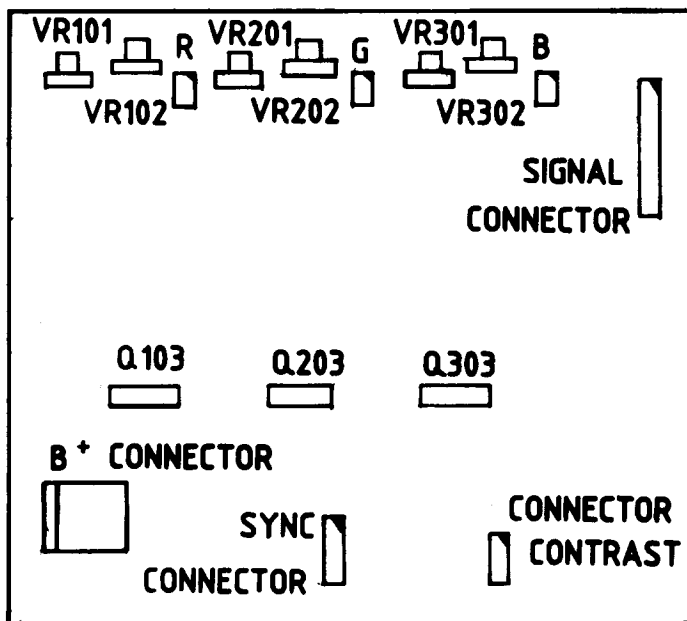 VR101 R VR201 G VR301 B
VR102 VR202 VR302
SIGNAL
CONNECTOR
Q103 Q203 Q303
B+ CONNECTOR
SYNC
CONNECTOR
CONNECTOR
CONTRAST